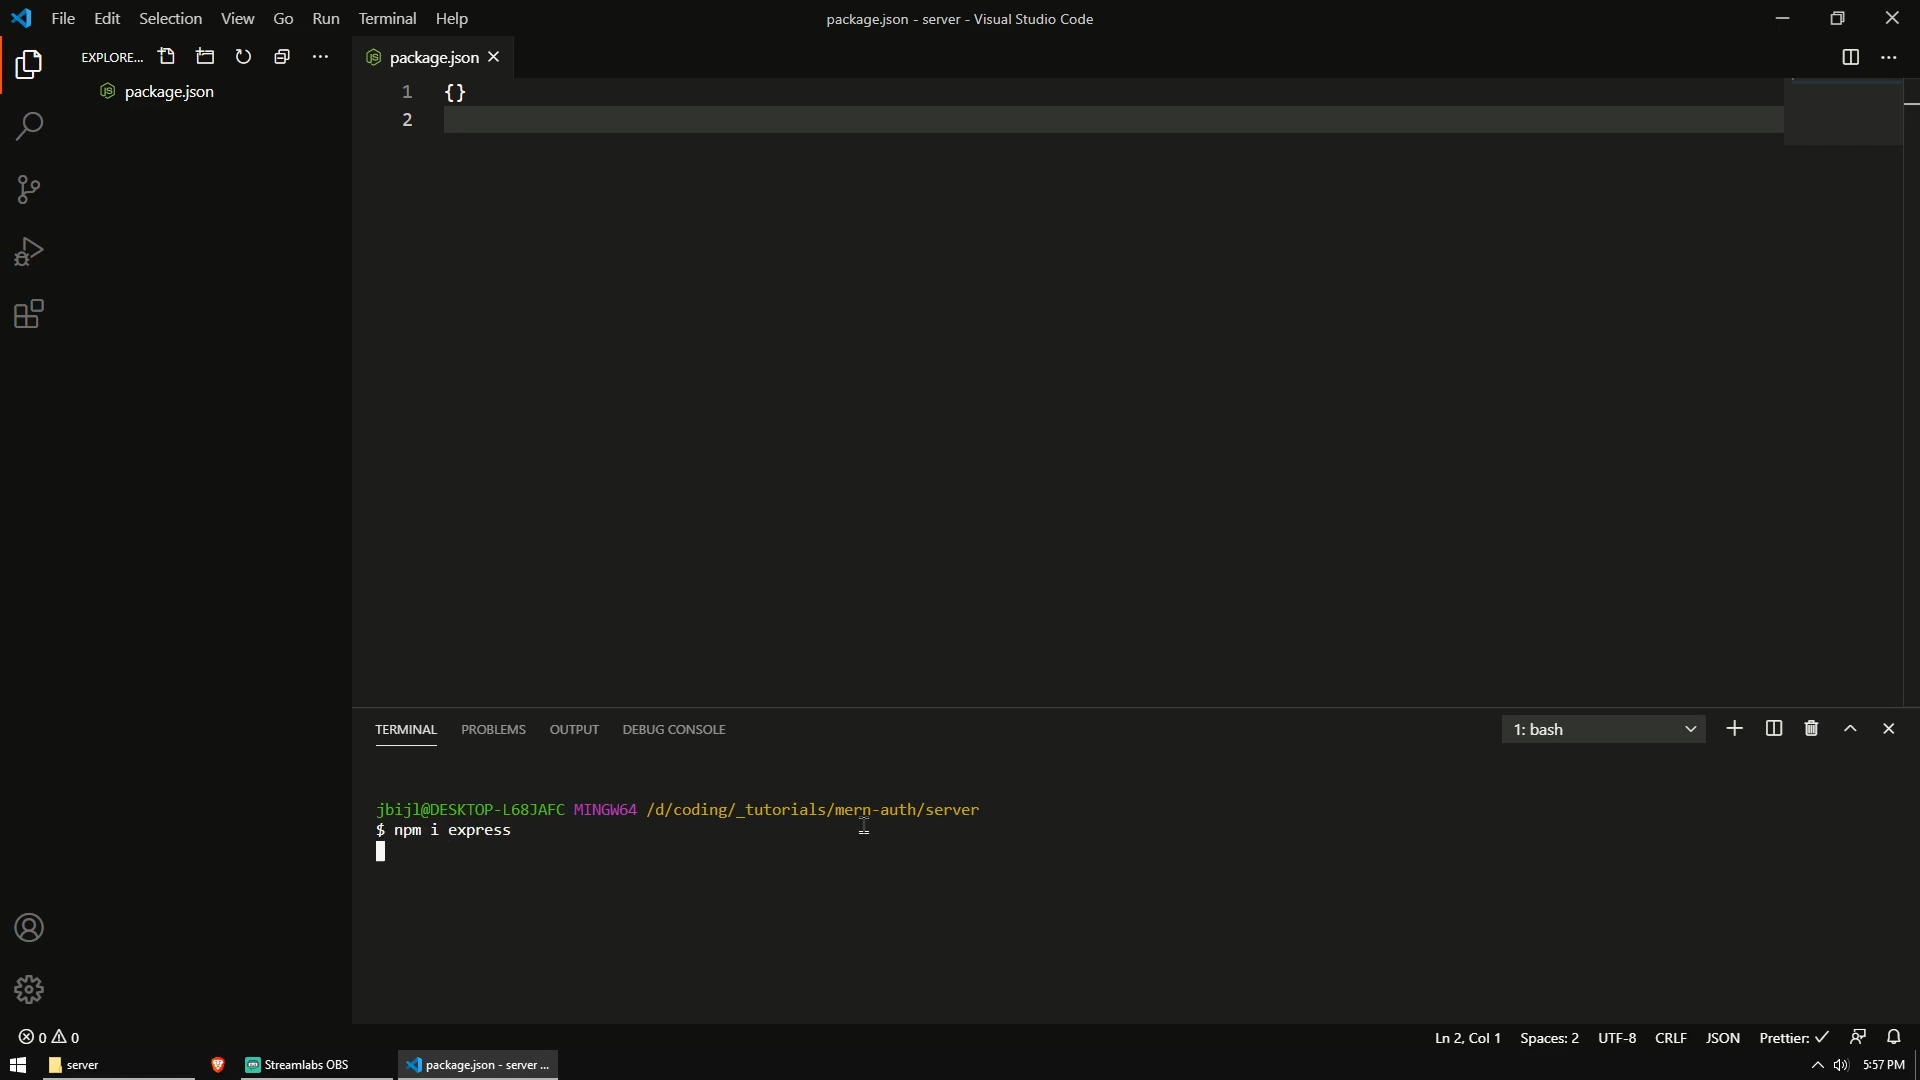 File Edit Selection View Go Run Terminal Help
package.json - server - Visual Studio Code
EXPLORE...
package.json
package.json
1 {}
2
TERMINAL PROBLEMS OUTPUT DEBUG CONSOLE
1: bash
jbijl@DESKTOP-L68JAFC MINGW64 /d/coding/_tutorials/mern-auth/server
$ npm i express
0 0
Ln 2, Col 1 Spaces: 2 UTF-8 CRLF JSON Prettier: ✓
server
Streamlabs OBS
package.json - server ...
5:57 PM